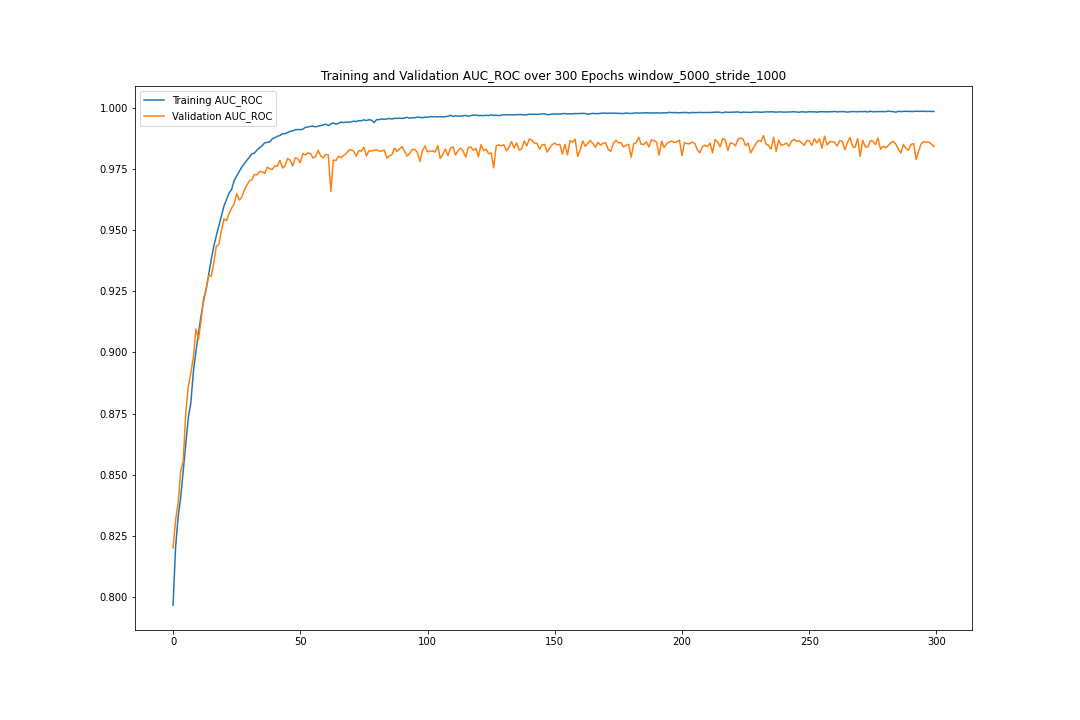 Training and Validation AUC_ROC over 300 Epochs window_5000_stride_1000
Training AUC_ROC
Validation AUC_ROC
1.000
0.975
0.950
0.925
0.900
0.875
0.850
0.825
0.800
0 50 100 150 200 250 300